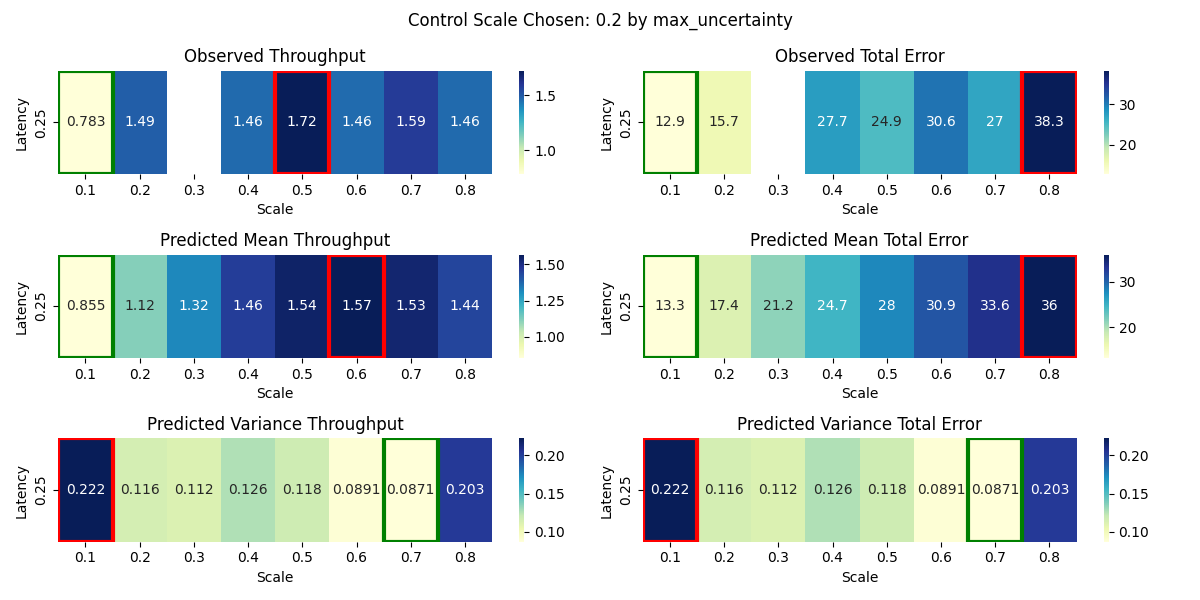 Control Scale Chosen: 0.2 by max_uncertainty
Observed Throughput
Latency
0.25
0.783 1.49 1.46 1.72 1.46 1.59 1.46
0.1 0.2 0.3 0.4 0.5 0.6 0.7 0.8
Scale
1.5
1.0
Observed Total Error
Latency
0.25
12.9 15.7 27.7 24.9 30.6 27 38.3
0.1 0.2 0.3 0.4 0.5 0.6 0.7 0.8
Scale
30
20
Predicted Mean Throughput
Latency
0.25
0.855 1.12 1.32 1.46 1.54 1.57 1.53 1.44
0.1 0.2 0.3 0.4 0.5 0.6 0.7 0.8
Scale
1.50
1.25
1.00
Predicted Mean Total Error
Latency
0.25
13.3 17.4 21.2 24.7 28 30.9 33.6 36
0.1 0.2 0.3 0.4 0.5 0.6 0.7 0.8
Scale
30
20
Predicted Variance Throughput
Latency
0.25
0.222 0.116 0.112 0.126 0.118 0.0891 0.0871 0.203
0.1 0.2 0.3 0.4 0.5 0.6 0.7 0.8
Scale
0.20
0.15
0.10
Predicted Variance Total Error
Latency
0.25
0.222 0.116 0.112 0.126 0.118 0.0891 0.0871 0.203
0.1 0.2 0.3 0.4 0.5 0.6 0.7 0.8
Scale
0.20
0.15
0.10